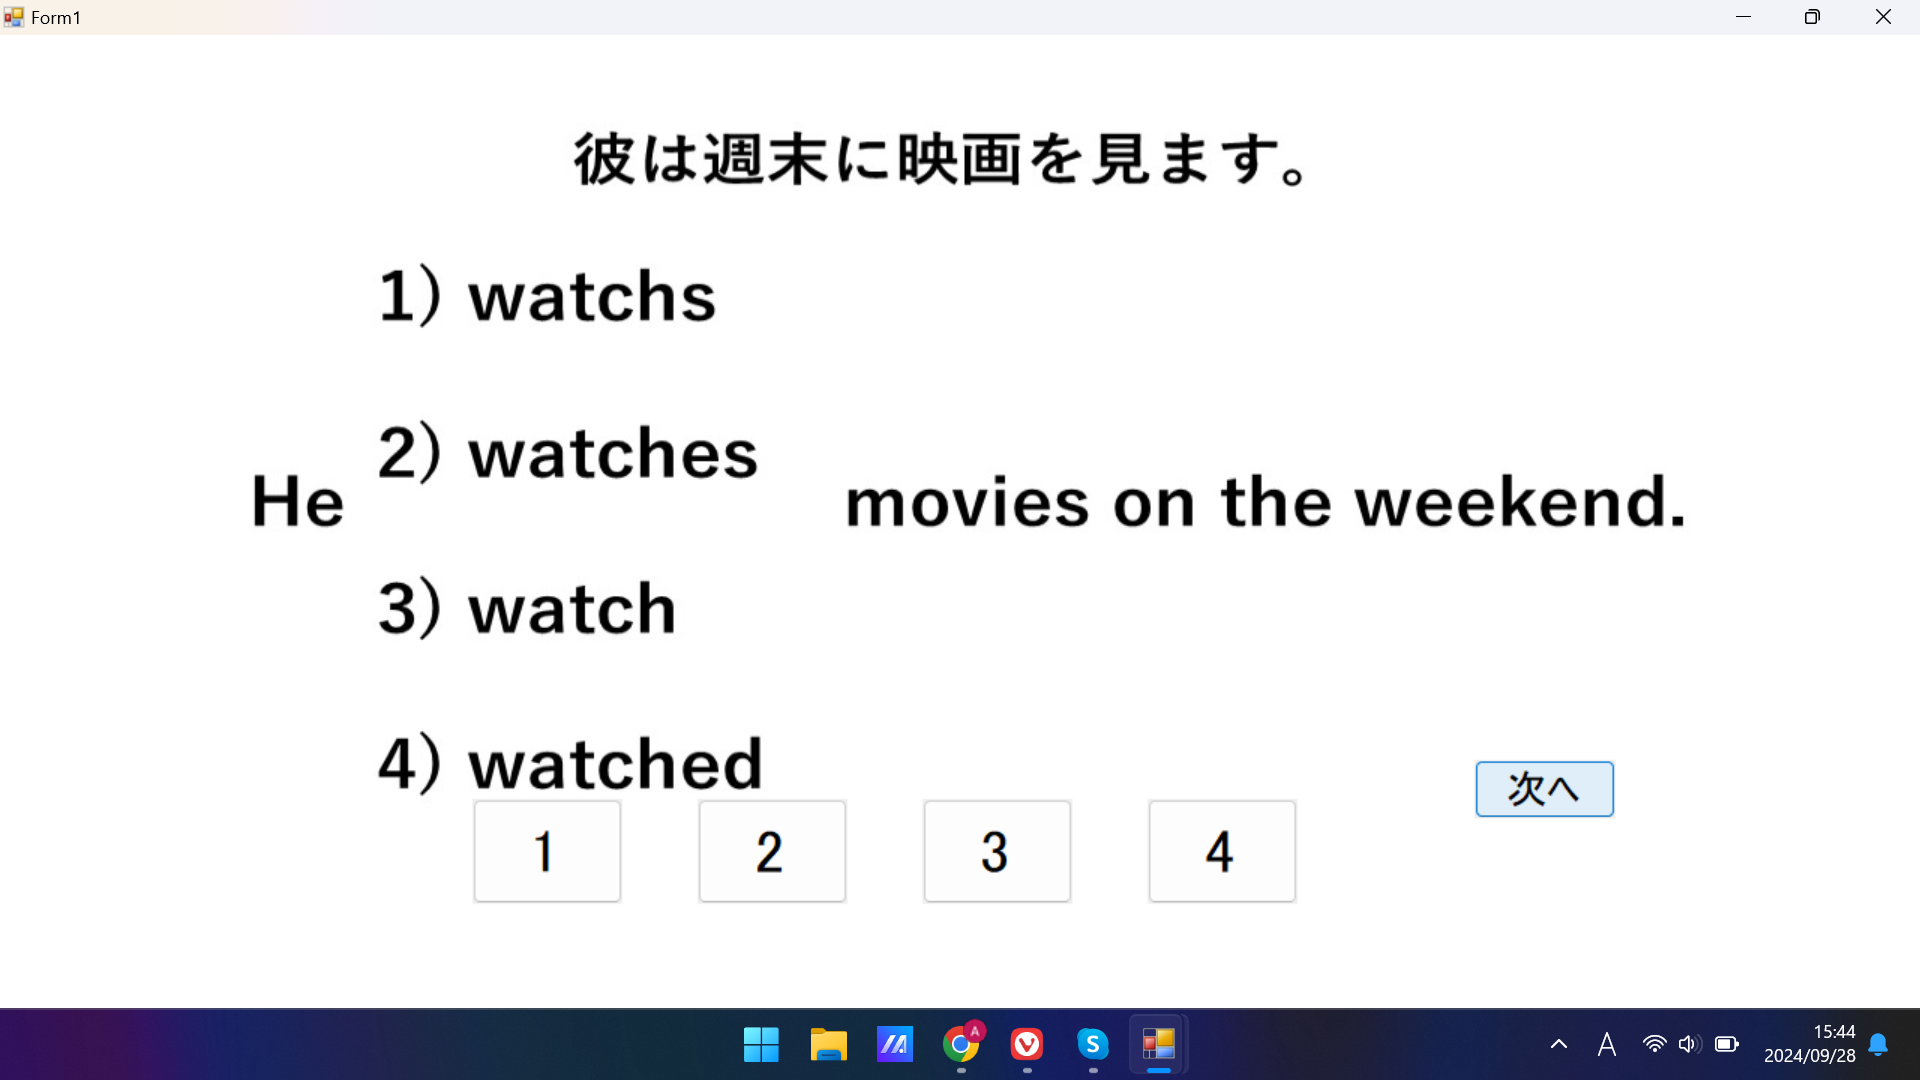 Form1
彼は週末に映画を見ます。
1) watchs
2) watches
He movies on the weekend.
3) watch
4) watched
次へ
1 2 3 4
A
A
S
15:44
2024/09/28